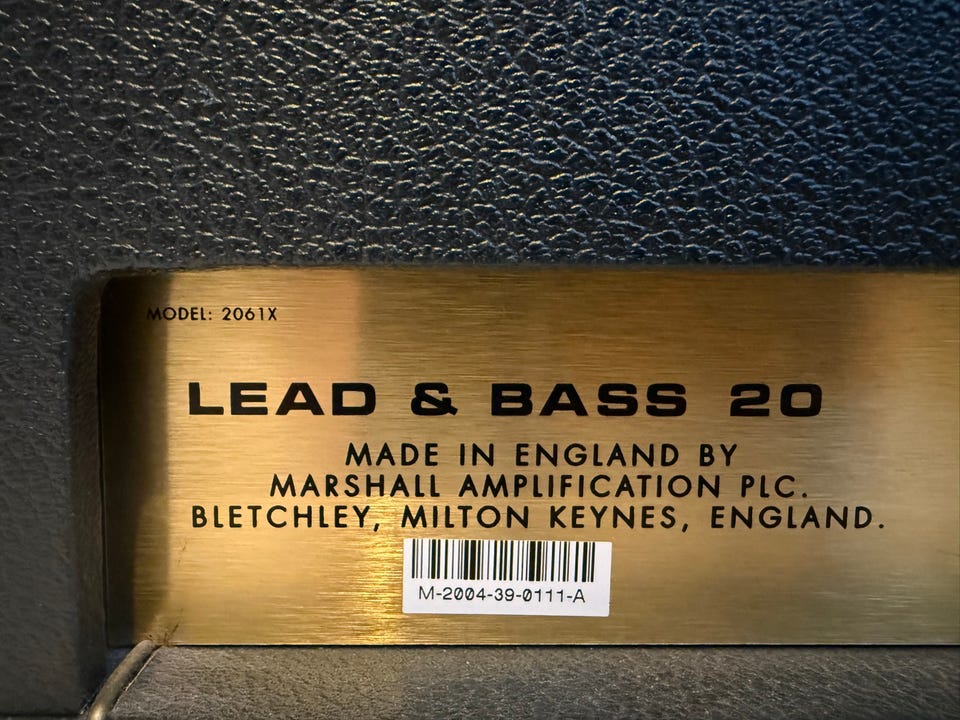 MODEL: 2061X
LEAD & BASS 20
MADE IN ENGLAND BY
MARSHALL AMPLIFICATION PLC.
BLETCHLEY, MILTON KEYNES, ENGLAND.
M-2004-39-0111-A